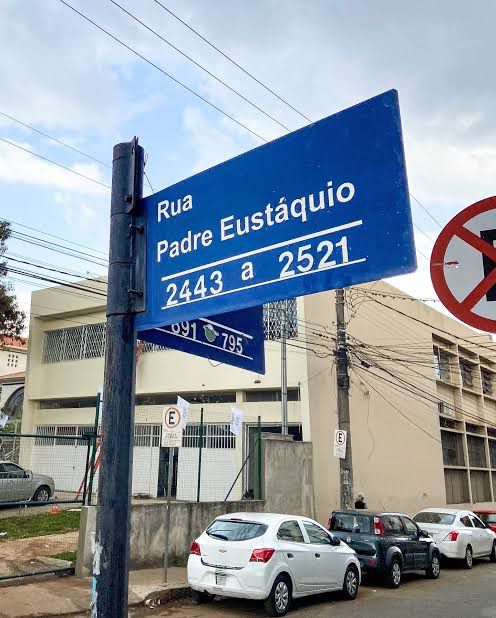 Rua
Padre Eustáquio
2443 a 2521
691 795
E
E